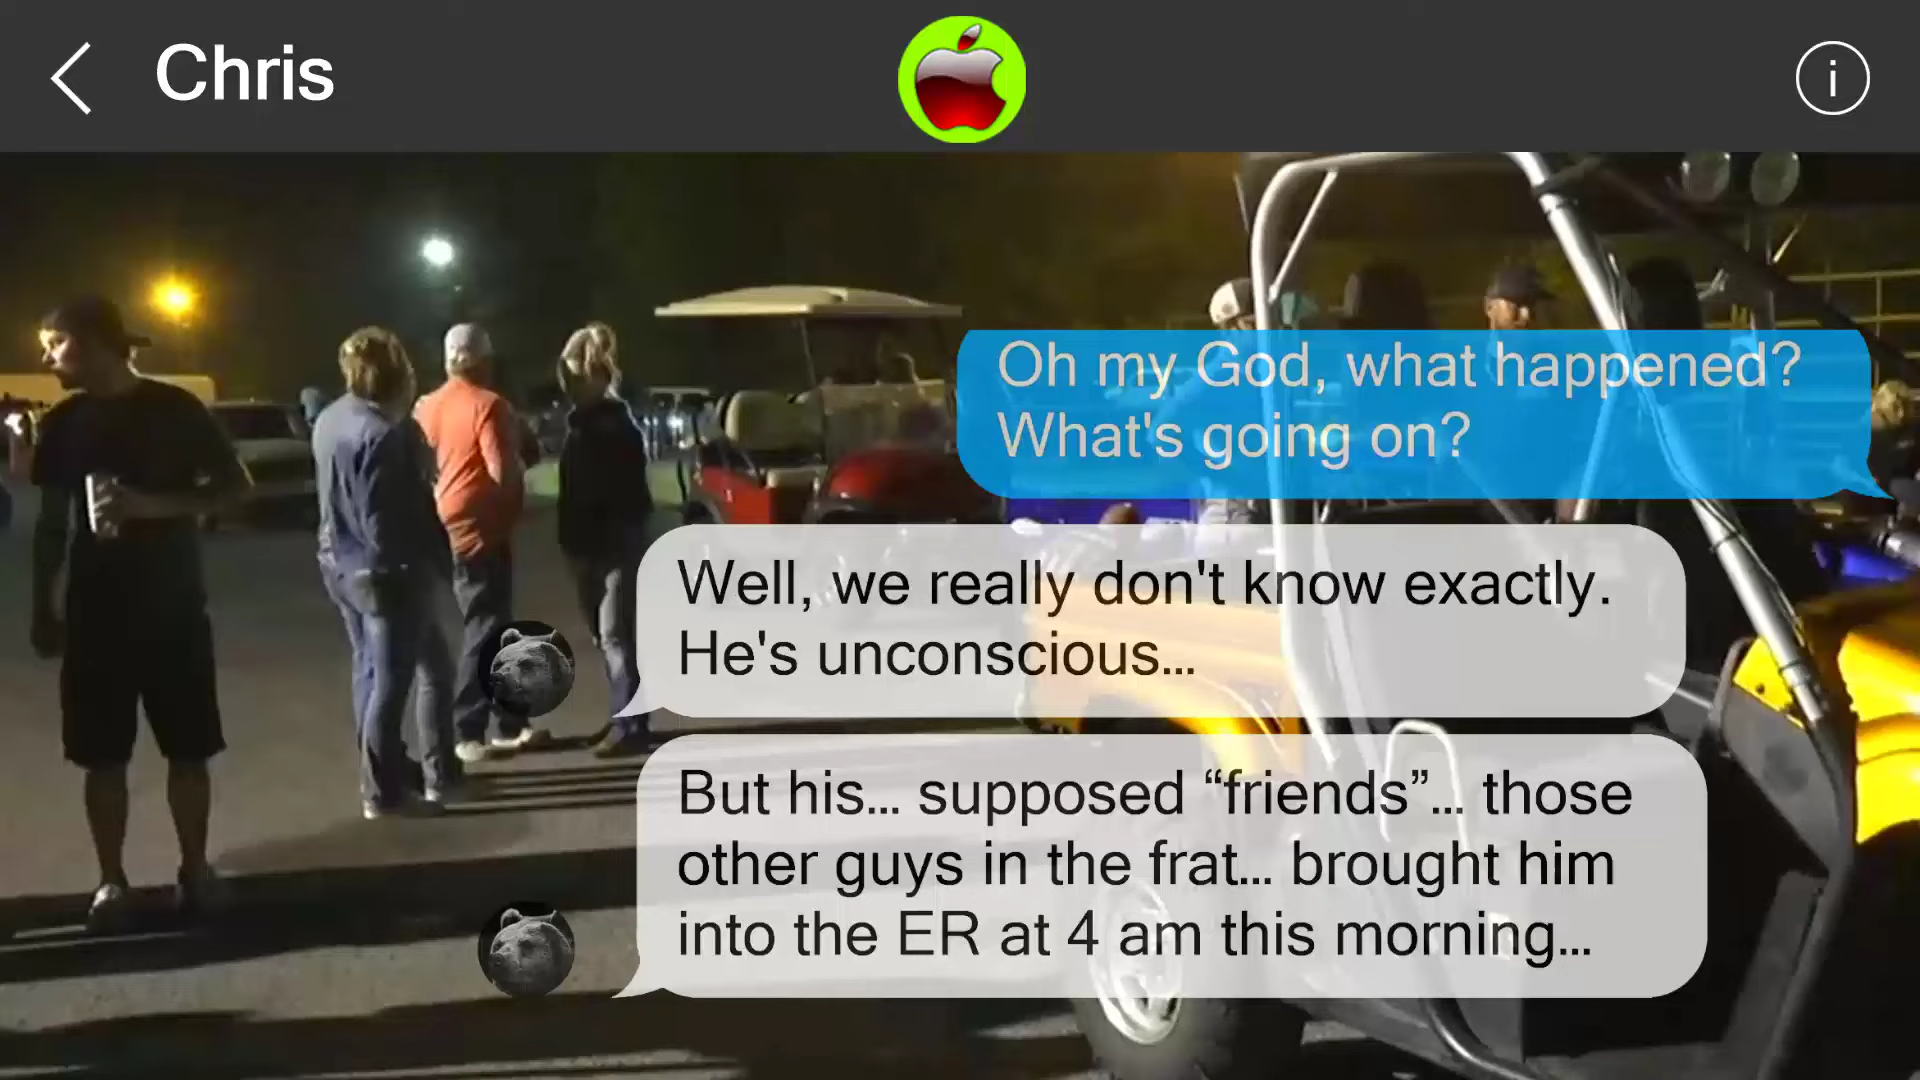 Chris
Oh my God, what happened?
What's going on?
Well, we really don't know exactly.
He's unconscious...
But his... supposed “friends”... those
other guys in the frat... brought him
into the ER at 4 am this morning...